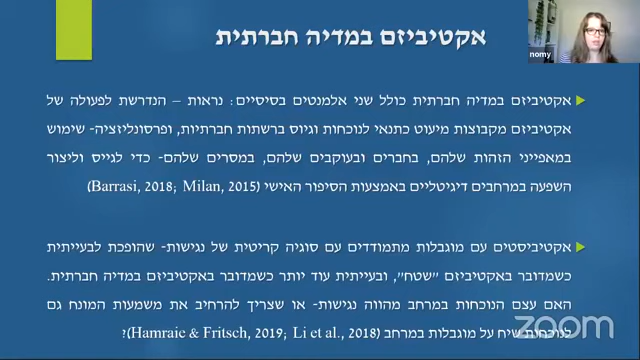 אקטיביזם במדיה חברתית
nomy
אקטיביזם במדיה חברתית כולל שני אלמנטים בסיסיים: נראות – הנדרשת לפעולה של
אקטיביזם מקבוצות מיעוט כתנאי לנוכחות וגיוס ברשתות חברתיות, ופרסונליזציה- שימוש
במאפייני הזהות שלהם, בחברים ובעוקבים שלהם, במסרים שלהם- כדי לגייס וליצור
השפעה במרחבים דיגיטליים באמצעות הסיפור האישי (Barrasi, 2018; Milan, 2015)
אקטיביסטים עם מוגבלות מתמודדים עם סוגיה קריטית של נגישות- שהופכת לבעייתית
כשמדובר באקטיביזם "שטח", ובעייתית עוד יותר כשמדובר באקטיביזם במדיה חברתית.
האם עצם הנוכחות במרחב מהווה נגישות- או שצריך להרחיב את משמעות המונח גם
לנוכחות שיח על מוגבלות במרחב (Hamraie & Fritsch, 2019; Li et al., 2018)?
zoom